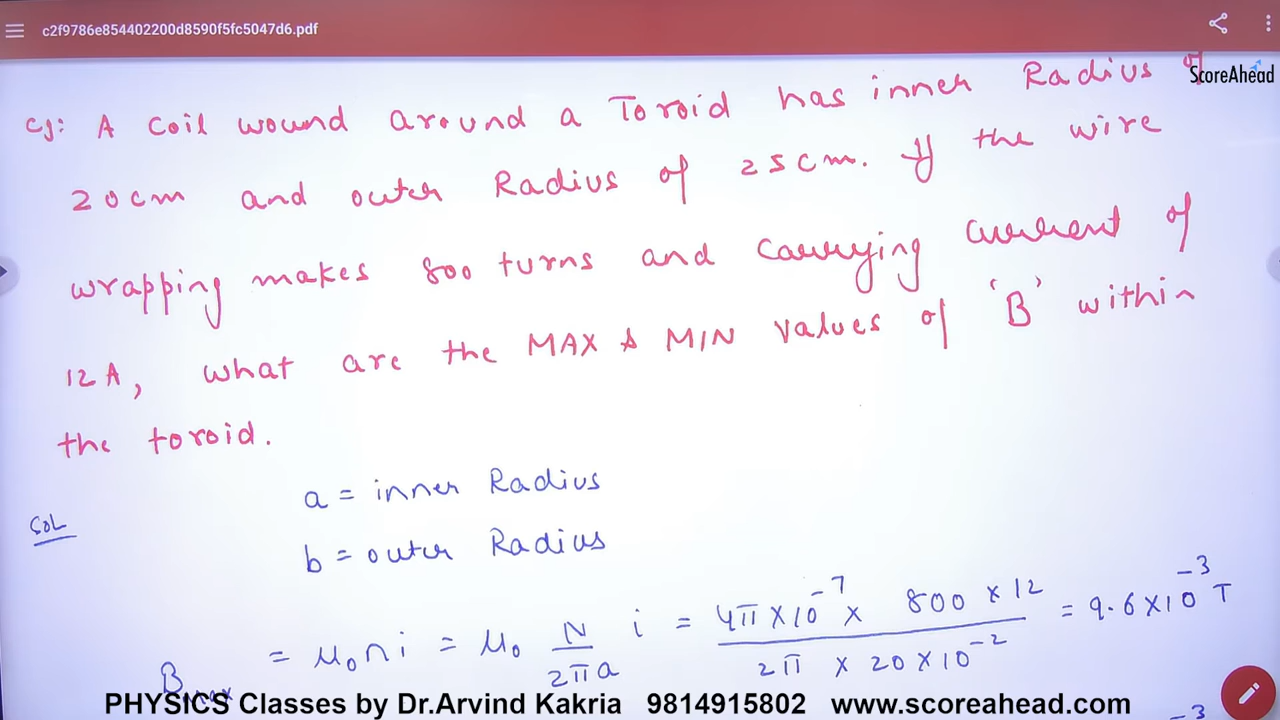 c2f9786e854402200d8590f5fc5047d6.pdf
ScoreAhead
eg: A coil wound around a Toroid has inner Radius of
20cm and outer Radius of 25cm. If the wire
wrapping makes 800 turns and carrying current of
12A, what are the MAX & MIN values of 'B' within
the toroid.
Sol
a = inner Radius
b = outer Radius
B max = μ₀ni = μ₀ N/2πa i = 4π×10⁻⁷ × 800 × 12 / 2π × 20×10⁻² = 9.6×10⁻³ T
PHYSICS Classes by Dr.Arvind Kakria 9814915802 www.scoreahead.com
-3